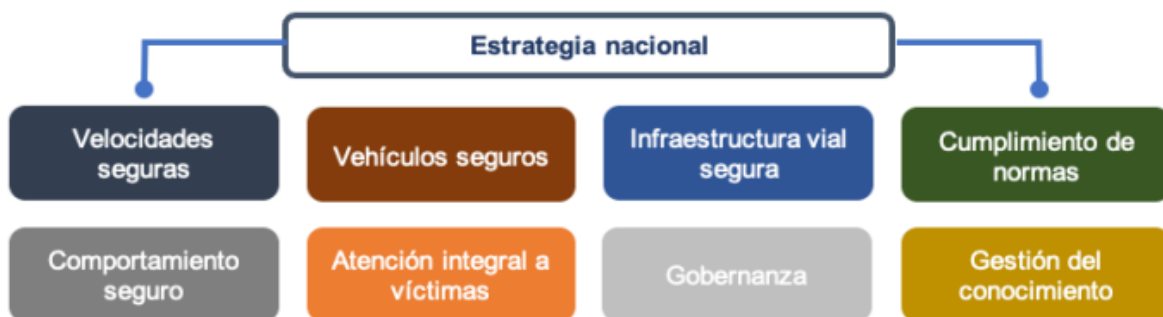 Estrategia nacional
Velocidades
seguras
Vehículos seguros
Infraestructura vial
segura
Cumplimiento de
normas
Comportamiento
seguro
Atención integral a
víctimas
Gobernanza
Gestión del
conocimiento